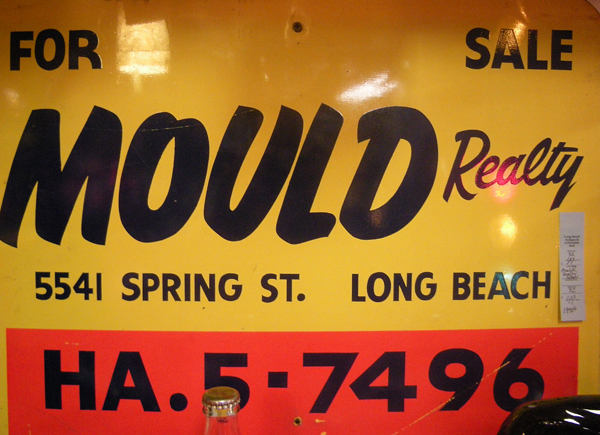 FOR SALE
MOULD Realty
5541 SPRING ST. LONG BEACH
HA.5-7496